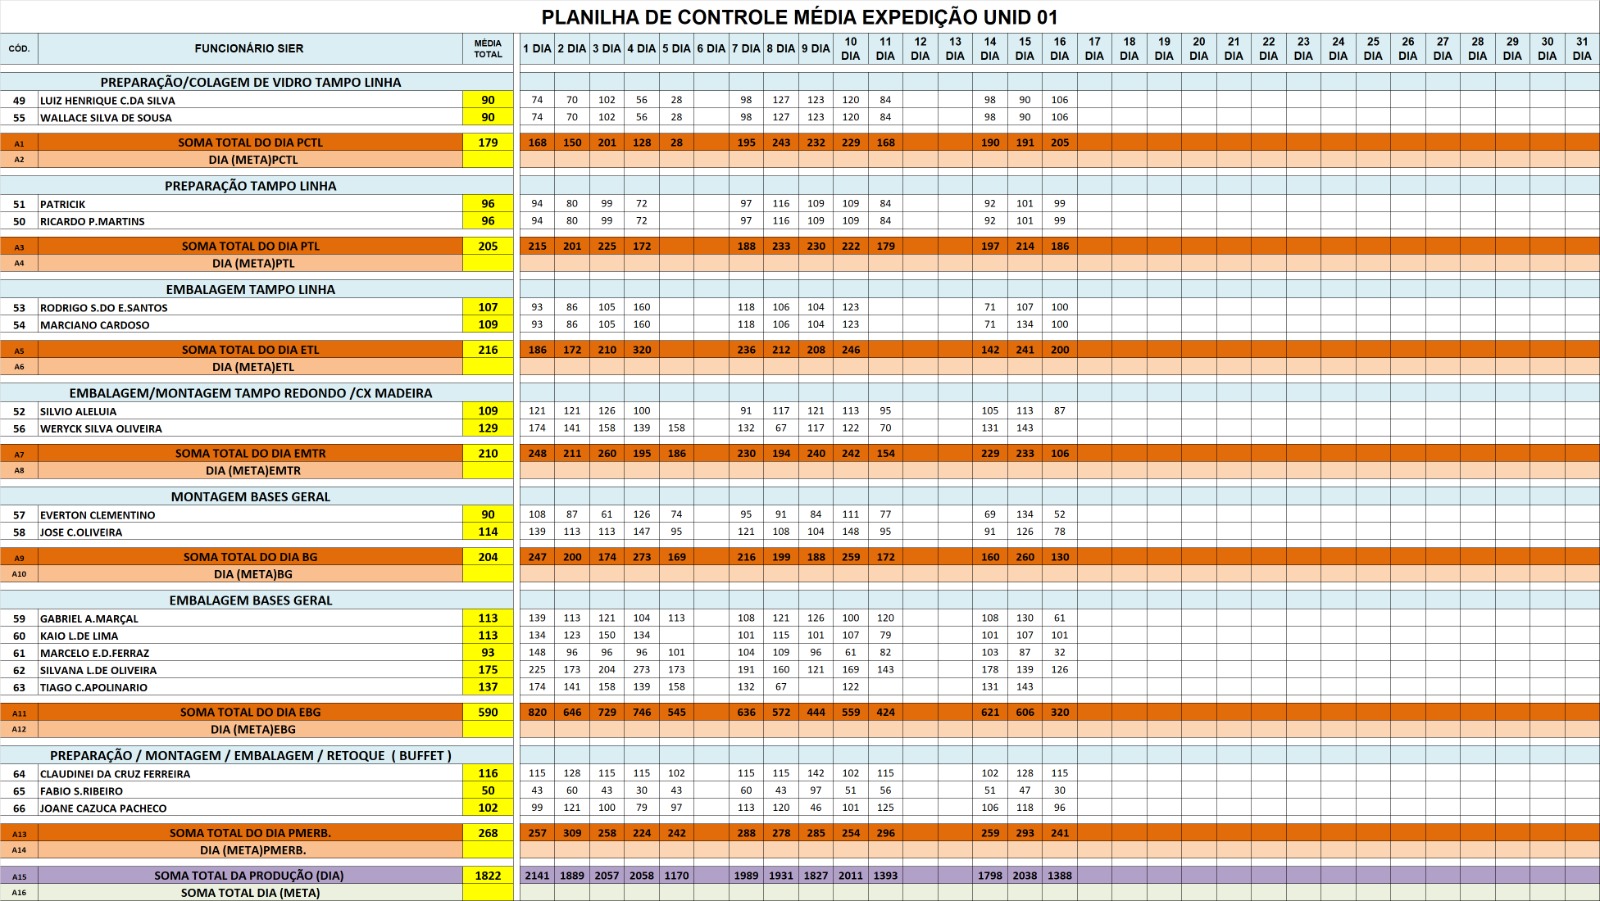 PLANILHA DE CONTROLE MÉDIA EXPEDIÇÃO UNID 01
CÓD. FUNCIONÁRIO SIER MÉDIA TOTAL 1 DIA 2 DIA 3 DIA 4 DIA 5 DIA 6 DIA 7 DIA 8 DIA 9 DIA 10 DIA 11 DIA 12 DIA 13 DIA 14 DIA 15 DIA 16 DIA 17 DIA 18 DIA 19 DIA 20 DIA 21 DIA 22 DIA 23 DIA 24 DIA 25 DIA 26 DIA 27 DIA 28 DIA 29 DIA 30 DIA 31 DIA
PREPARAÇÃO/COLAGEM DE VIDRO TAMPO LINHA
49 LUIZ HENRIQUE C.DA SILVA 90 74 70 102 56 28 98 127 123 120 84 98 90 106
55 WALLACE SILVA DE SOUSA 90 74 70 102 56 28 98 127 123 120 84 98 90 106
A1 SOMA TOTAL DO DIA PCTL 179 168 150 201 128 28 195 243 232 229 168 190 191 205
A2 DIA (META)PCTL
PREPARAÇÃO TAMPO LINHA
51 PATRICIK 96 94 80 99 72 97 116 109 109 84 92 101 99
50 RICARDO P.MARTINS 96 94 80 99 72 97 116 109 109 84 92 101 99
A3 SOMA TOTAL DO DIA PTL 205 215 201 225 172 188 233 230 222 179 197 214 186
A4 DIA (META)PTL
EMBALAGEM TAMPO LINHA
53 RODRIGO S.DO E.SANTOS 107 93 86 105 160 118 106 104 123 71 107 100
54 MARCIANO CARDOSO 109 93 86 105 160 118 106 104 123 71 134 100
A5 SOMA TOTAL DO DIA ETL 216 186 172 210 320 236 212 208 246 142 241 200
A6 DIA (META)ETL
EMBALAGEM/MONTAGEM TAMPO REDONDO /CX MADEIRA
52 SILVIO ALELUIA 109 121 121 126 100 91 117 121 113 95 105 113 87
56 WERYCK SILVA OLIVEIRA 129 174 141 158 139 158 132 67 117 122 70 131 143
A7 SOMA TOTAL DO DIA EMTR 210 248 211 260 195 186 230 194 240 242 154 229 233 106
A8 DIA (META)EMTR
MONTAGEM BASES GERAL
57 EVERTON CLEMENTINO 90 108 87 61 126 74 95 91 84 111 77 69 134 52
58 JOSE C.OLIVEIRA 114 139 113 113 147 95 121 108 104 148 95 91 126 78
A9 SOMA TOTAL DO DIA BG 204 247 200 174 273 169 216 199 188 259 172 160 260 130
A10 DIA (META)BG
EMBALAGEM BASES GERAL
59 GABRIEL A.MARÇAL 113 139 113 121 104 113 108 121 126 100 120 108 130 61
60 KAIO L.DE LIMA 113 134 123 150 134 101 115 101 107 79 101 107 101
61 MARCELO E.D.FERRAZ 93 148 96 96 96 101 104 109 96 61 82 103 87 32
62 SILVANA L.DE OLIVEIRA 175 225 173 204 273 173 191 160 121 169 143 178 139 126
63 TIAGO C.APOLINARIO 137 174 141 158 139 158 132 67 122 131 143
A11 SOMA TOTAL DO DIA EBG 590 820 646 729 746 545 636 572 444 559 424 621 606 320
A12 DIA (META)EBG
PREPARAÇÃO / MONTAGEM / EMBALAGEM / RETOQUE ( BUFFET )
64 CLAUDINEI DA CRUZ FERREIRA 116 115 128 115 115 102 115 115 142 102 115 102 128 115
65 FABIO S.RIBEIRO 50 43 60 43 30 43 60 43 97 51 56 51 47 30
66 JOANE CAZUCA PACHECO 102 99 121 100 79 97 113 120 46 101 125 106 118 96
A13 SOMA TOTAL DO DIA PMERB. 268 257 309 258 224 242 288 278 285 254 296 259 293 241
A14 DIA (META)PMERB.
A15 SOMA TOTAL DA PRODUÇÃO (DIA) 1822 2141 1889 2057 2058 1170 1989 1931 1827 2011 1393 1798 2038 1388
A16 SOMA TOTAL DIA (META)